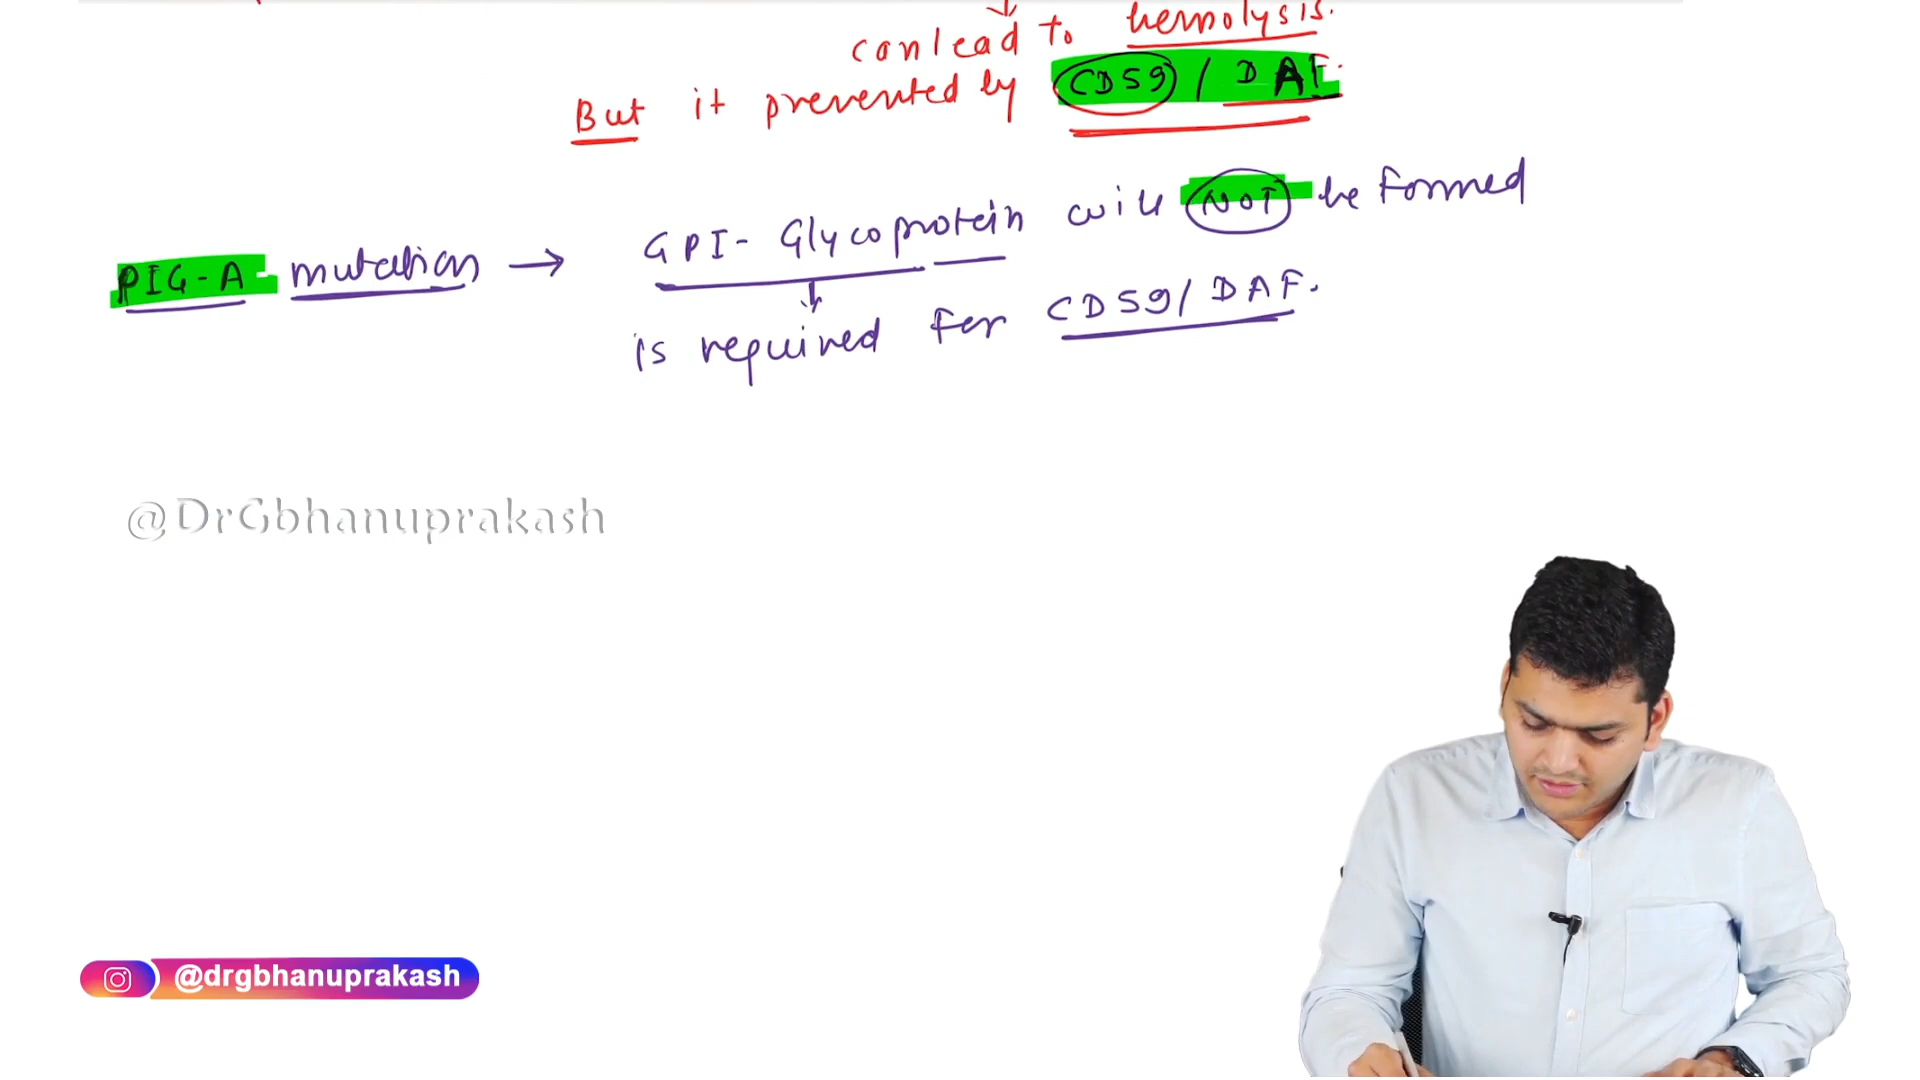 can lead to hemolysis.
But it prevented by CD59 / DAF.
PIG-A mutation → GPI- Glycoprotein will NOT be formed
is required for CD59/ DAF.
@DrGbhanuprakash
@drgbhanuprakash